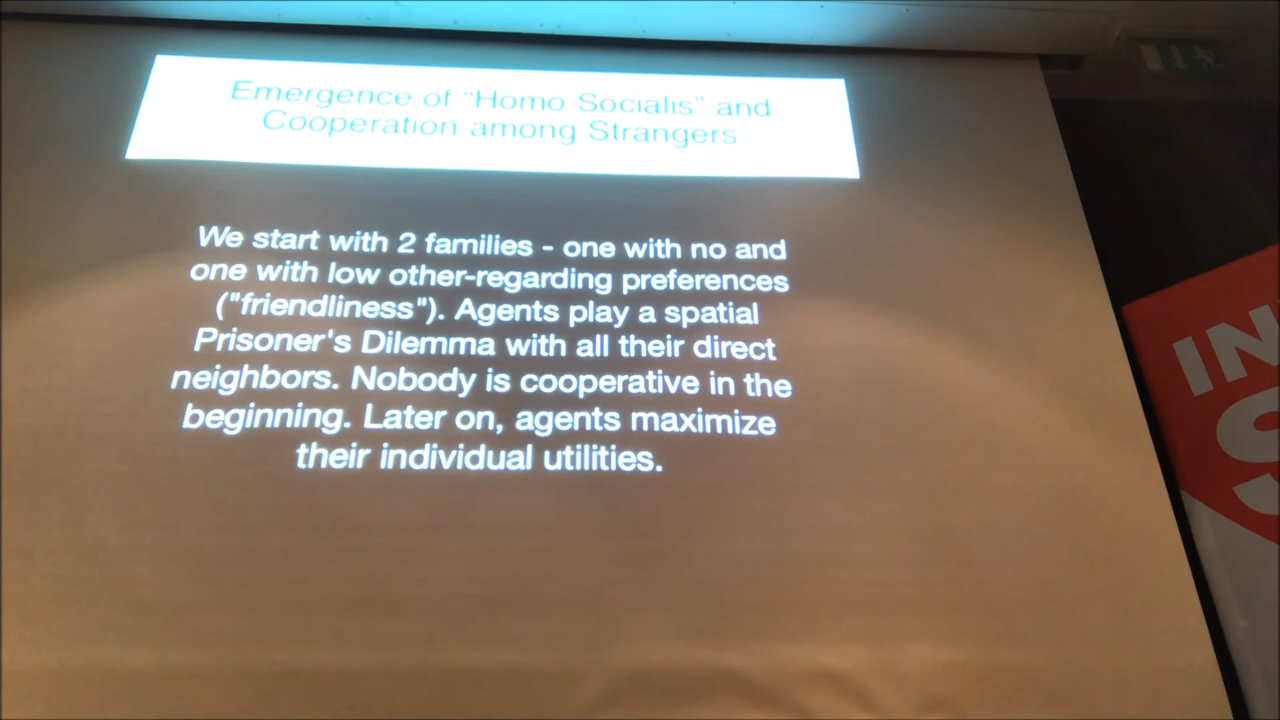 Emergence of "Homo Socialis" and
Cooperation among Strangers
We start with 2 families - one with no and
one with low other-regarding preferences
("friendliness"). Agents play a spatial
Prisoner's Dilemma with all their direct
neighbors. Nobody is cooperative in the
beginning. Later on, agents maximize
their individual utilities.
IN
S